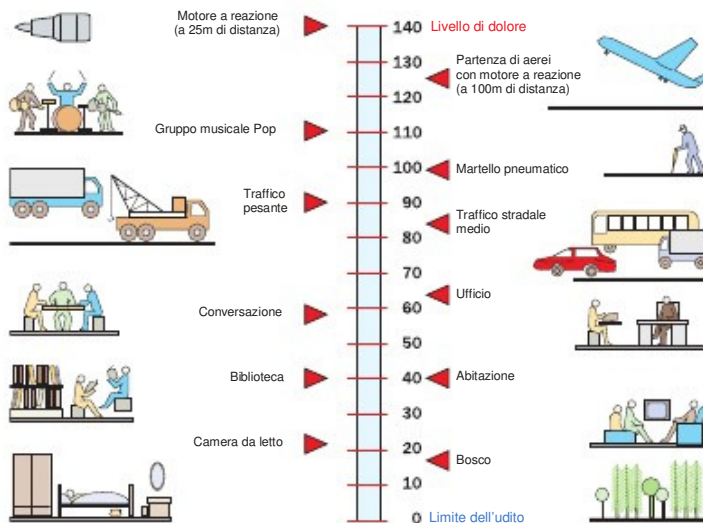 Motore a reazione
(a 25m di distanza)
140 Livello di dolore
130
Partenza di aerei
con motore a reazione
(a 100m di distanza)
120
Gruppo musicale Pop
110
100
Martello pneumatico
Traffico
pesante
90
Traffico stradale
medio
80
70
Ufficio
Conversazione
60
50
Biblioteca
40
Abitazione
30
Camera da letto
20
Bosco
10
0 Limite dell'udito